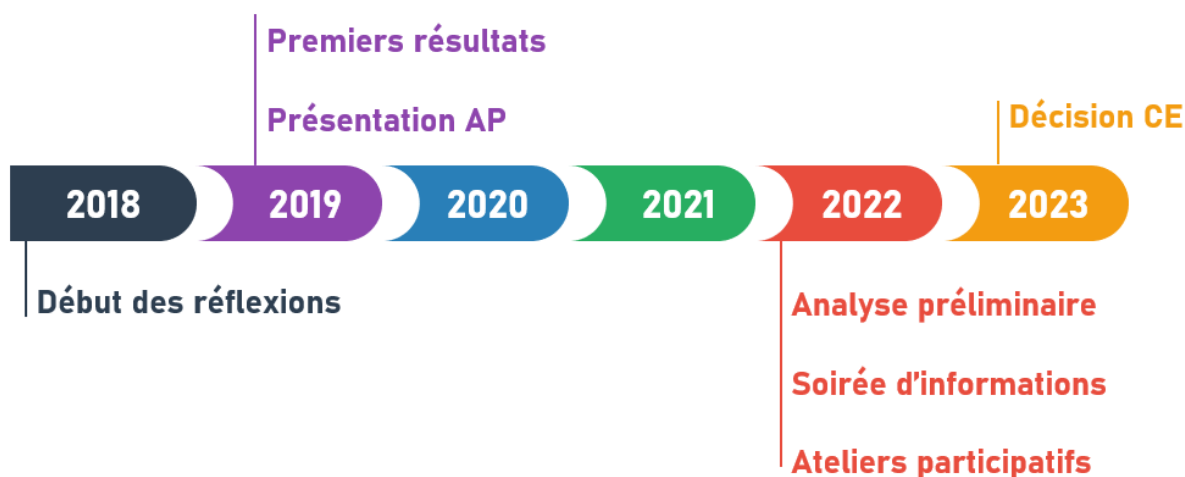 Premiers résultats
Présentation AP
Décision CE
2018 2019 2020 2021 2022 2023
Début des réflexions
Analyse préliminaire
Soirée d'informations
Ateliers participatifs